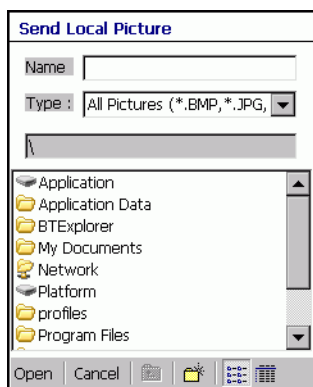 Send Local Picture
Name
Type : All Pictures (*.BMP,*.JPG,
\
Application
Application Data
BTExplorer
My Documents
Network
Platform
profiles
Program Files
Open Cancel